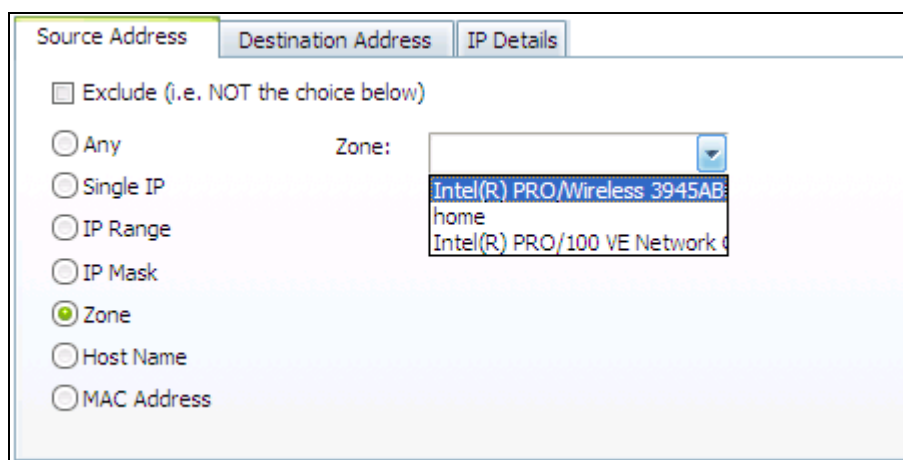 Source Address
Destination Address
IP Details
Exclude (i.e. NOT the choice below)
Any
Zone:
Single IP
Intel(R) PRO/Wireless 3945AB
home
IP Range
Intel(R) PRO/100 VE Network
IP Mask
Zone
Host Name
MAC Address